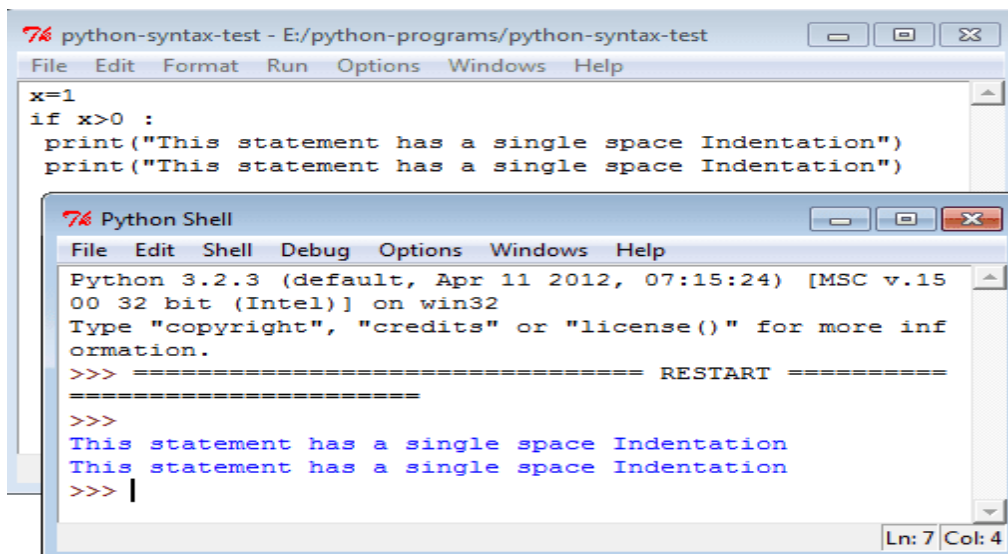 python-syntax-test - E:/python-programs/python-syntax-test
File Edit Format Run Options Windows Help
x=1
if x>0 :
 print("This statement has a single space Indentation")
 print("This statement has a single space Indentation")
Python Shell
File Edit Shell Debug Options Windows Help
Python 3.2.3 (default, Apr 11 2012, 07:15:24) [MSC v.15
00 32 bit (Intel)] on win32
Type "copyright", "credits" or "license()" for more inf
ormation.
>>> ================================ RESTART ==========
======================
>>>
This statement has a single space Indentation
This statement has a single space Indentation
>>>
Ln: 7 Col: 4